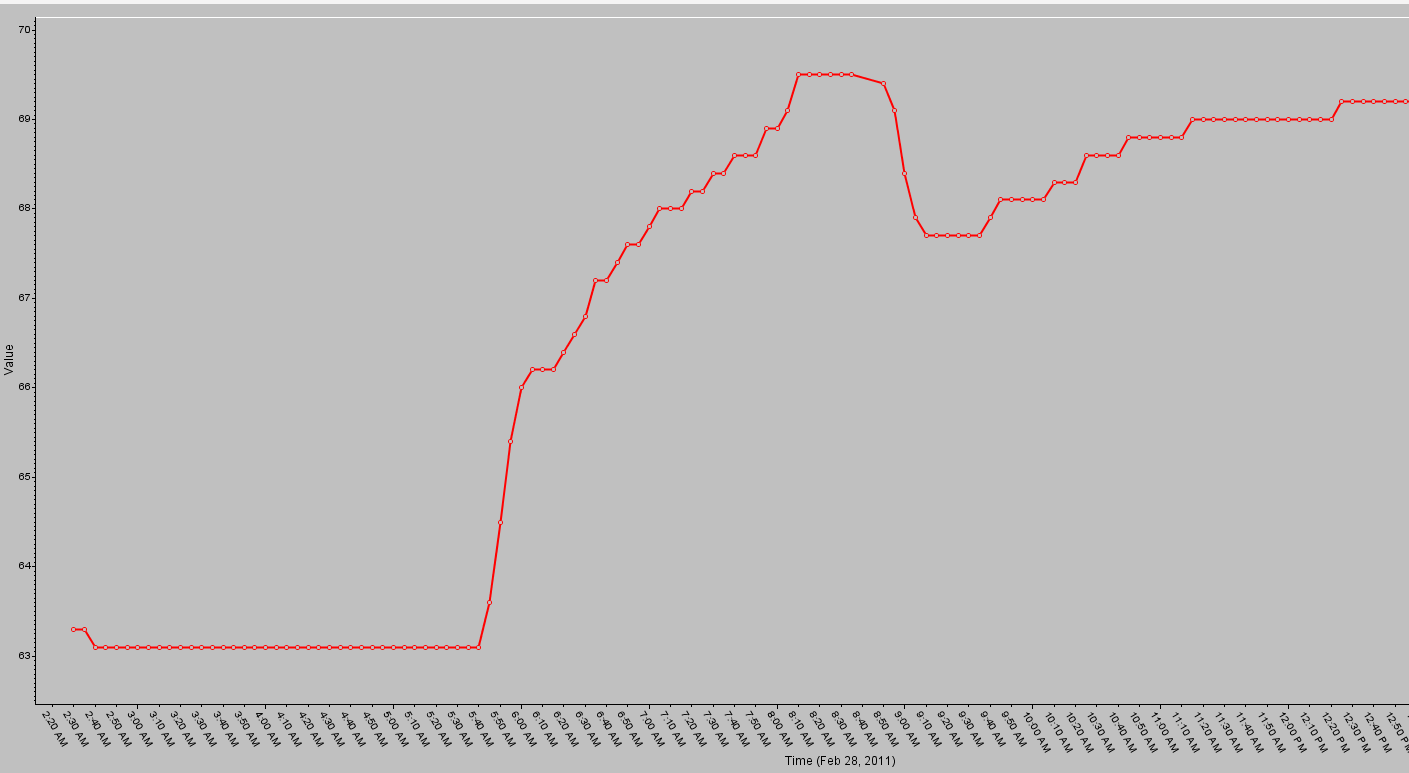 70
69
68
67
66
65
64
63
Value
2:20 AM
2:30 AM
2:40 AM
2:50 AM
3:00 AM
3:10 AM
3:20 AM
3:30 AM
3:40 AM
3:50 AM
4:00 AM
4:10 AM
4:20 AM
4:30 AM
4:40 AM
4:50 AM
5:00 AM
5:10 AM
5:20 AM
5:30 AM
5:40 AM
5:50 AM
6:00 AM
6:10 AM
6:20 AM
6:30 AM
6:40 AM
6:50 AM
7:00 AM
7:10 AM
7:20 AM
7:30 AM
7:40 AM
7:50 AM
8:00 AM
8:10 AM
8:20 AM
8:30 AM
8:40 AM
8:50 AM
9:00 AM
9:10 AM
9:20 AM
9:30 AM
9:40 AM
9:50 AM
10:00 AM
10:10 AM
10:20 AM
10:30 AM
10:40 AM
10:50 AM
11:00 AM
11:10 AM
11:20 AM
11:30 AM
11:40 AM
11:50 AM
12:00 PM
12:10 PM
12:20 PM
12:30 PM
12:40 PM
12:50 PM
Time (Feb 28, 2011)